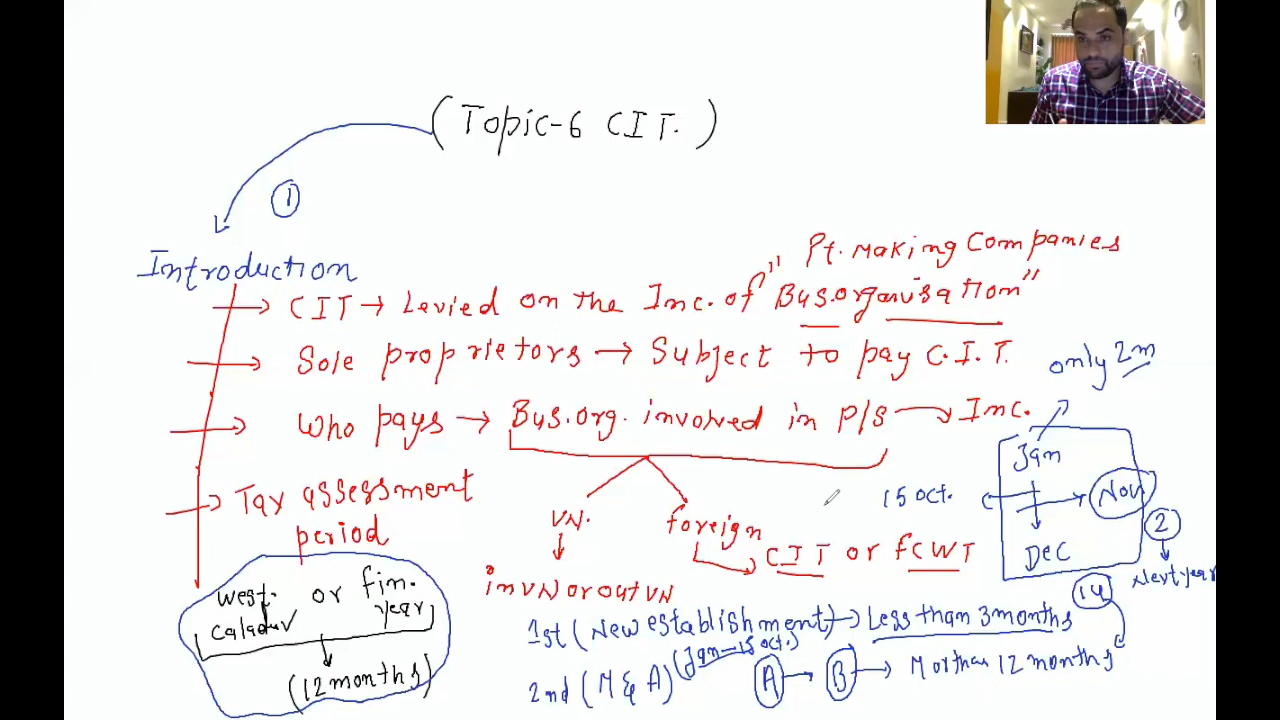 (Topic-6 CIT.)
1
Introduction
Pt. Making Companies
CIT → Levied on the Inc. of "Bus.organisation"
Sole proprietors → Subject to pay C.I.T.
only 2m
Who pays → Bus.org. involved in P/S → Inc.
Jan
Tax assessment period
15 oct.
Nov
2
VN.
foreign
CIT or FCWT
Dec
Next year
in VN or out VN
west. calador or fin. year
(12 months)
14
1st (New establishment) → Less than 3 months
2nd (M & A) (Jan - 15 oct.) A → B → Morthan 12 months